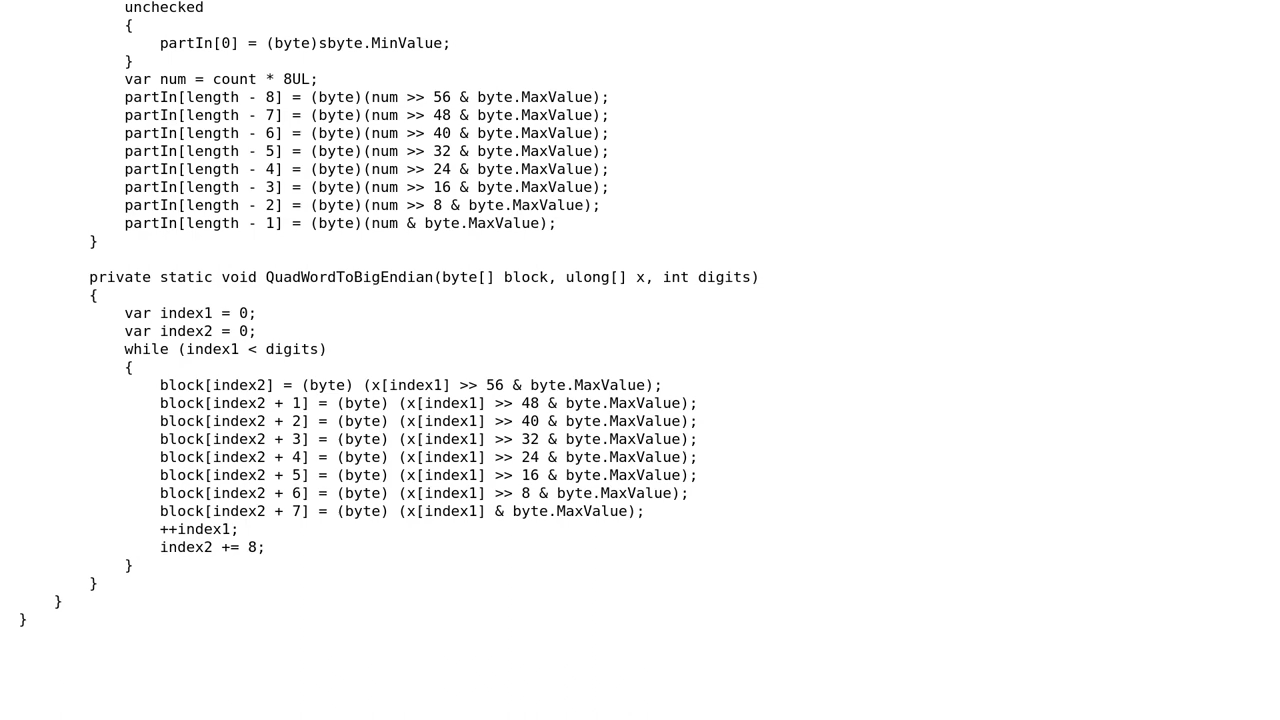 unchecked
            {
                partIn[0] = (byte)sbyte.MinValue;
            }
            var num = count * 8UL;
            partIn[length - 8] = (byte)(num >> 56 & byte.MaxValue);
            partIn[length - 7] = (byte)(num >> 48 & byte.MaxValue);
            partIn[length - 6] = (byte)(num >> 40 & byte.MaxValue);
            partIn[length - 5] = (byte)(num >> 32 & byte.MaxValue);
            partIn[length - 4] = (byte)(num >> 24 & byte.MaxValue);
            partIn[length - 3] = (byte)(num >> 16 & byte.MaxValue);
            partIn[length - 2] = (byte)(num >> 8 & byte.MaxValue);
            partIn[length - 1] = (byte)(num & byte.MaxValue);
        }

        private static void QuadWordToBigEndian(byte[] block, ulong[] x, int digits)
        {
            var index1 = 0;
            var index2 = 0;
            while (index1 < digits)
            {
                block[index2] = (byte) (x[index1] >> 56 & byte.MaxValue);
                block[index2 + 1] = (byte) (x[index1] >> 48 & byte.MaxValue);
                block[index2 + 2] = (byte) (x[index1] >> 40 & byte.MaxValue);
                block[index2 + 3] = (byte) (x[index1] >> 32 & byte.MaxValue);
                block[index2 + 4] = (byte) (x[index1] >> 24 & byte.MaxValue);
                block[index2 + 5] = (byte) (x[index1] >> 16 & byte.MaxValue);
                block[index2 + 6] = (byte) (x[index1] >> 8 & byte.MaxValue);
                block[index2 + 7] = (byte) (x[index1] & byte.MaxValue);
                ++index1;
                index2 += 8;
            }
        }
    }
}